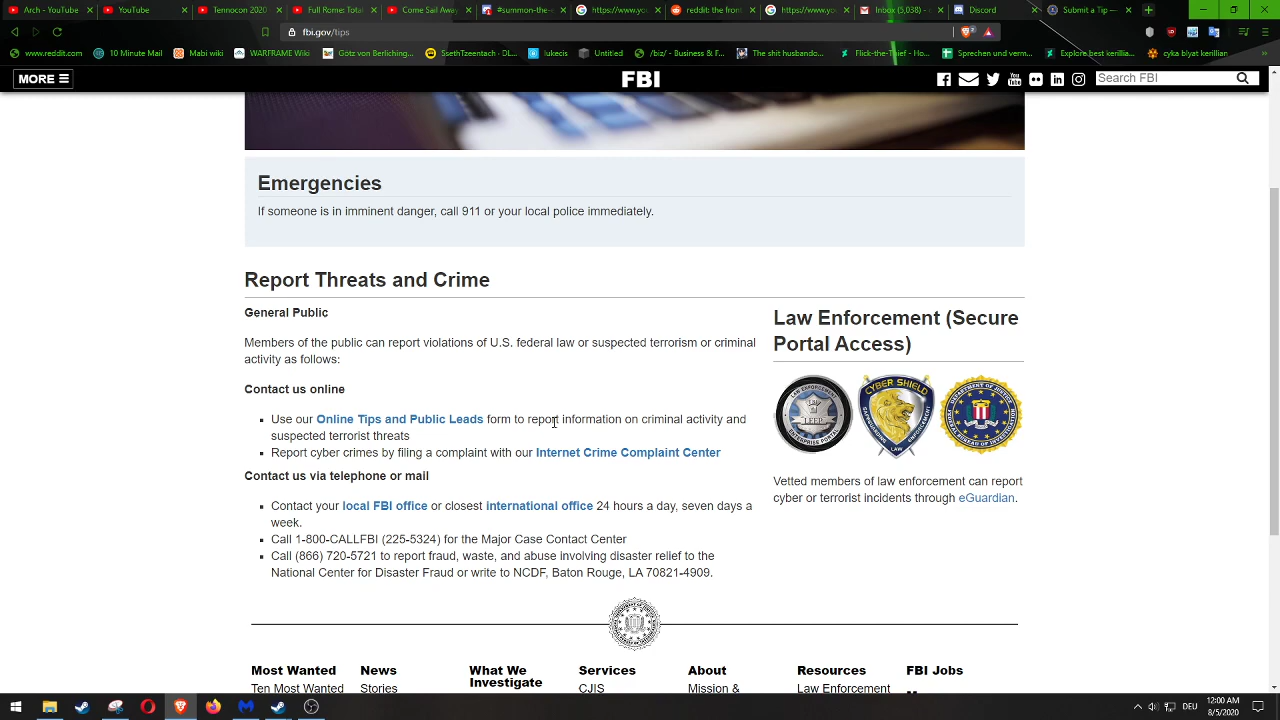 Arch - YouTube
YouTube
Tennocon 2020
Full Rome: Tota
Come Sail Away
#summon-the-
https://www.yo
reddit: the front
https://www.yo
Inbox (5,038) -
Discord
Submit a Tip —
fbi.gov/tips
www.reddit.com
10 Minute Mail
Mabi wiki
WARFRAME Wiki
Götz von Berliching...
SsethTzeentach - DL...
lukecis
Untitled
/biz/ - Business & F...
The shit husbando...
Flick-the-Thief - Ho...
Sprechen und verm...
Explore best kerillia...
cyka blyat kerillian
MORE ☰
FBI
Search FBI
Emergencies
If someone is in imminent danger, call 911 or your local police immediately.
Report Threats and Crime
General Public
Members of the public can report violations of U.S. federal law or suspected terrorism or criminal
activity as follows:
Contact us online
Use our Online Tips and Public Leads form to report information on criminal activity and
suspected terrorist threats
Report cyber crimes by filing a complaint with our Internet Crime Complaint Center
Contact us via telephone or mail
Contact your local FBI office or closest international office 24 hours a day, seven days a
week.
Call 1-800-CALLFBI (225-5324) for the Major Case Contact Center
Call (866) 720-5721 to report fraud, waste, and abuse involving disaster relief to the
National Center for Disaster Fraud or write to NCDF, Baton Rouge, LA 70821-4909.
Law Enforcement (Secure
Portal Access)
CYBER SHIELD
LAW
Vetted members of law enforcement can report
cyber or terrorist incidents through eGuardian.
Most Wanted
Ten Most Wanted
News
Stories
What We
Investigate
Services
CJIS
About
Mission &
Resources
Law Enforcement
FBI Jobs
DEU
12:00 AM
8/5/2020